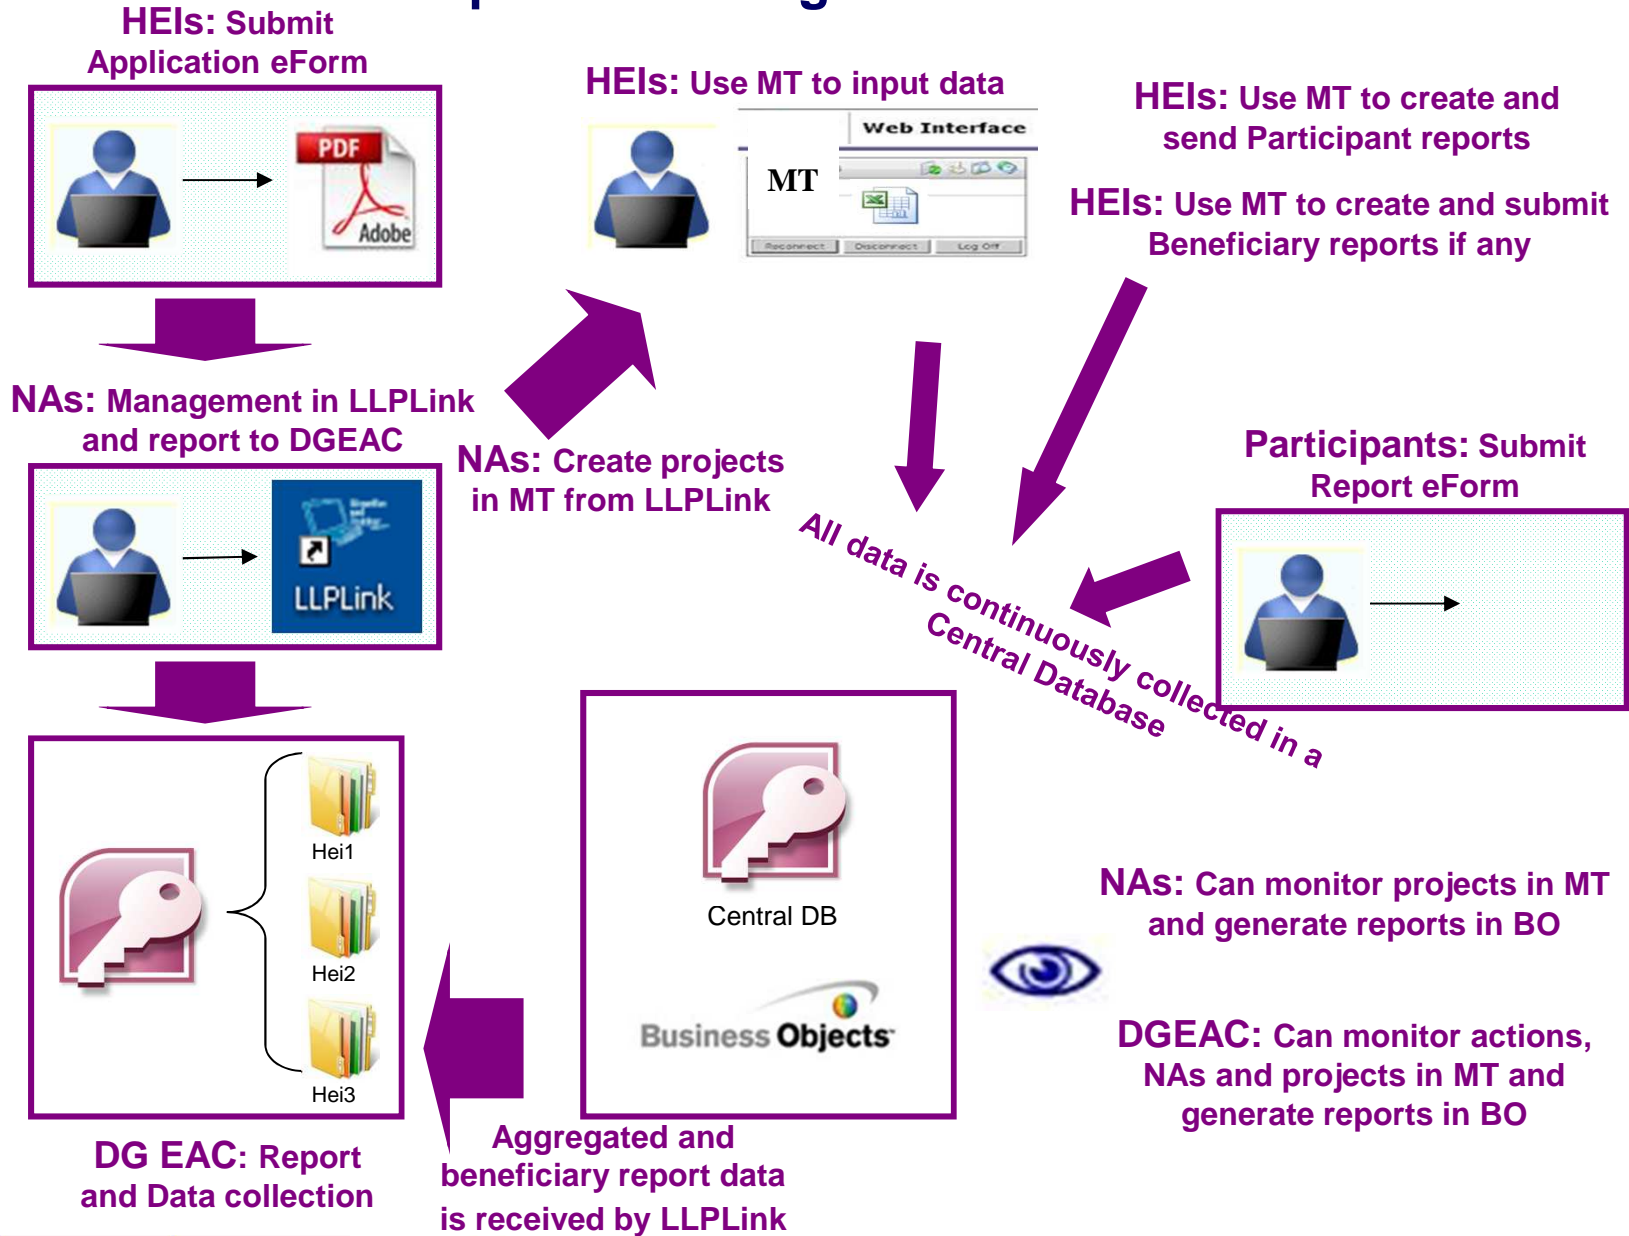 HEIs: Submit
Application eForm
PDF
Adobe
HEIs: Use MT to input data
Web Interface
MT
Reconnect
Disconnect
Log Off
HEIs: Use MT to create and
send Participant reports
HEIs: Use MT to create and submit
Beneficiary reports if any
NAs: Management in LLPLink
and report to DGEAC
LLPLink
NAs: Create projects
in MT from LLPLink
All data is continuously collected in a
Central Database
Participants: Submit
Report eForm
Hei1
Hei2
Hei3
DG EAC: Report
and Data collection
Central DB
Business Objects
Aggregated and
beneficiary report data
is received by LLPLink
NAs: Can monitor projects in MT
and generate reports in BO
DGEAC: Can monitor actions,
NAs and projects in MT and
generate reports in BO